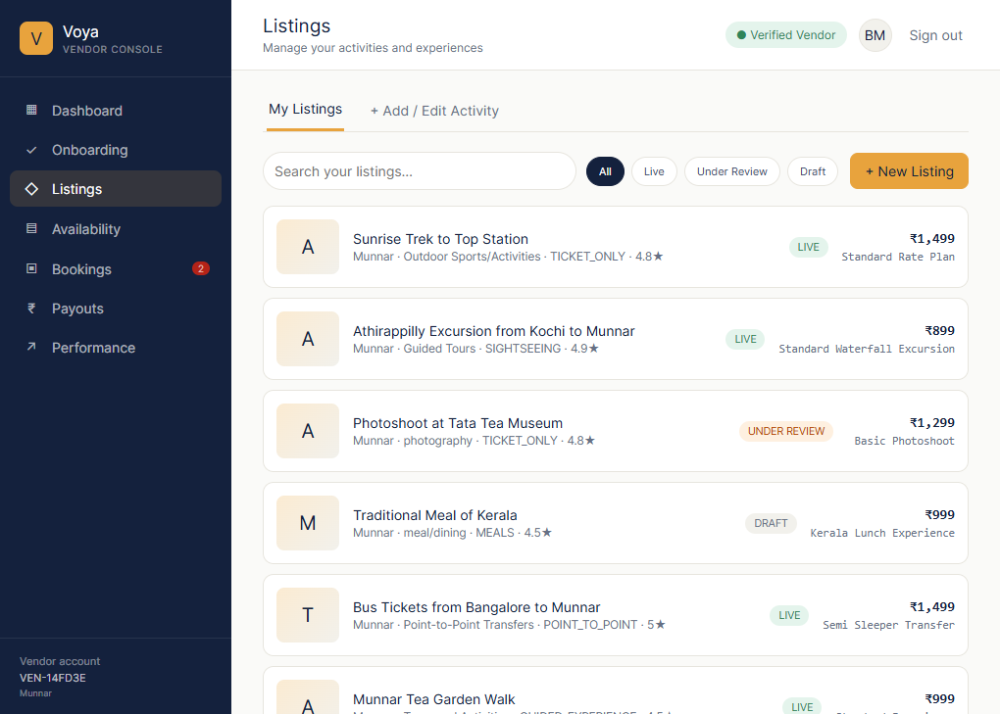 V
Voya
VENDOR CONSOLE
Dashboard
Onboarding
Listings
Availability
Bookings 2
₹ Payouts
Performance
Vendor account
VEN-14FD3E
Munnar
Listings
Manage your activities and experiences
Verified Vendor
BM
Sign out
My Listings
+ Add / Edit Activity
Search your listings...
All
Live
Under Review
Draft
+ New Listing
A
Sunrise Trek to Top Station
Munnar · Outdoor Sports/Activities · TICKET_ONLY · 4.8★
LIVE
₹1,499
Standard Rate Plan
A
Athirappilly Excursion from Kochi to Munnar
Munnar · Guided Tours · SIGHTSEEING · 4.9★
LIVE
₹899
Standard Waterfall Excursion
A
Photoshoot at Tata Tea Museum
Munnar · photography · TICKET_ONLY · 4.8★
UNDER REVIEW
₹1,299
Basic Photoshoot
M
Traditional Meal of Kerala
Munnar · meal/dining · MEALS · 4.5★
DRAFT
₹999
Kerala Lunch Experience
T
Bus Tickets from Bangalore to Munnar
Munnar · Point-to-Point Transfers · POINT_TO_POINT · 5★
LIVE
₹1,499
Semi Sleeper Transfer
A
Munnar Tea Garden Walk
LIVE
₹999